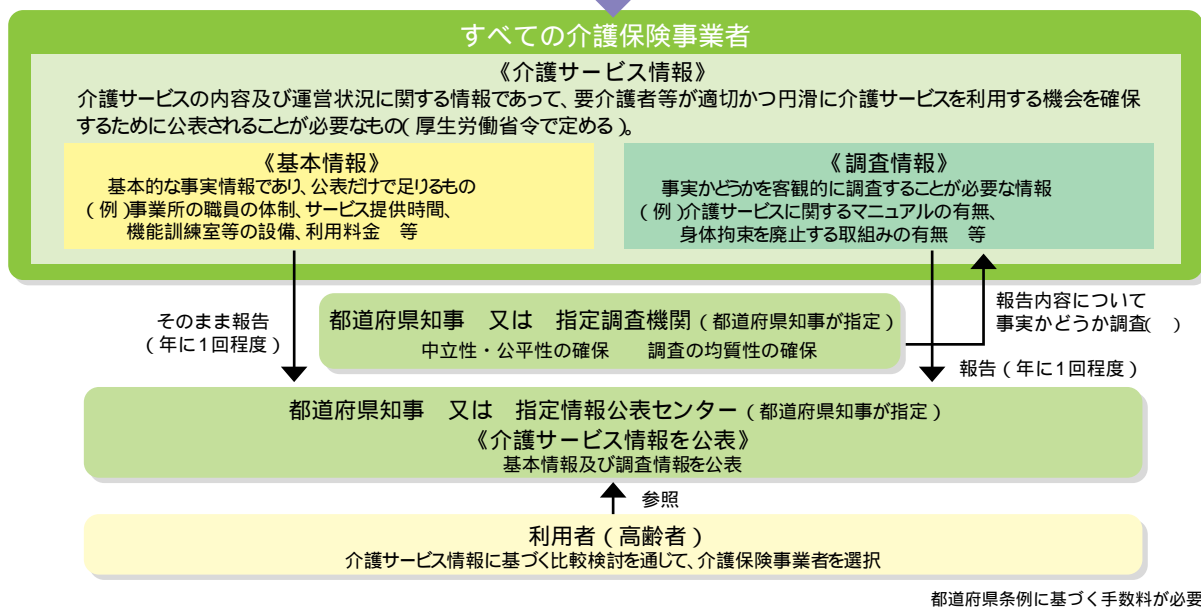 すべての介護保険事業者
《介護サービス情報》
介護サービスの内容及び運営状況に関する情報であって、要介護者等が適切かつ円滑に介護サービスを利用する機会を確保
するために公表されることが必要なもの(厚生労働省令で定める)。
《基本情報》
基本的な事実情報であり、公表だけで足りるもの
(例)事業所の職員の体制、サービス提供時間、
機能訓練室等の設備、利用料金 等
《調査情報》
事実かどうかを客観的に調査することが必要な情報
(例)介護サービスに関するマニュアルの有無、
身体拘束を廃止する取組みの有無 等
そのまま報告
(年に1回程度)
都道府県知事 又は 指定調査機関(都道府県知事が指定)
中立性・公平性の確保 調査の均質性の確保
報告内容について
事実かどうか調査( )
報告(年に1回程度)
都道府県知事 又は 指定情報公表センター(都道府県知事が指定)
《介護サービス情報を公表》
基本情報及び調査情報を公表
参照
利用者(高齢者)
介護サービス情報に基づく比較検討を通じて、介護保険事業者を選択
都道府県条例に基づく手数料が必要